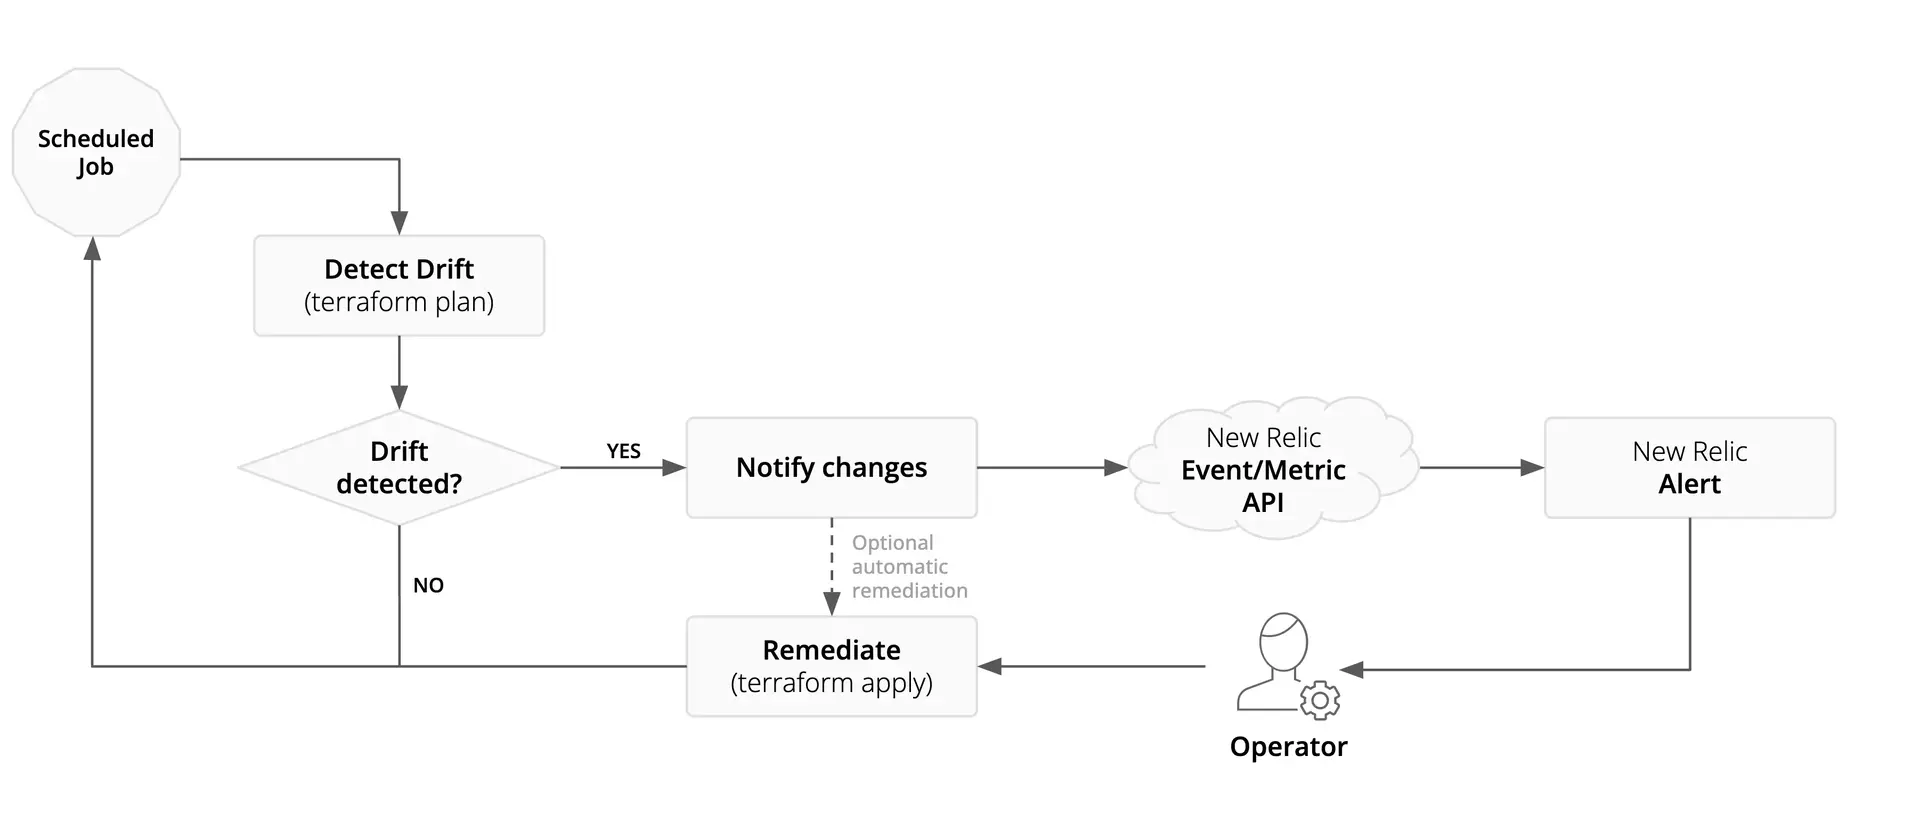 Scheduled
Job
Detect Drift
(terraform plan)
Drift
detected?
YES
NO
Notify changes
Optional
automatic
remediation
Remediate
(terraform apply)
New Relic
Event/Metric
API
New Relic
Alert
Operator